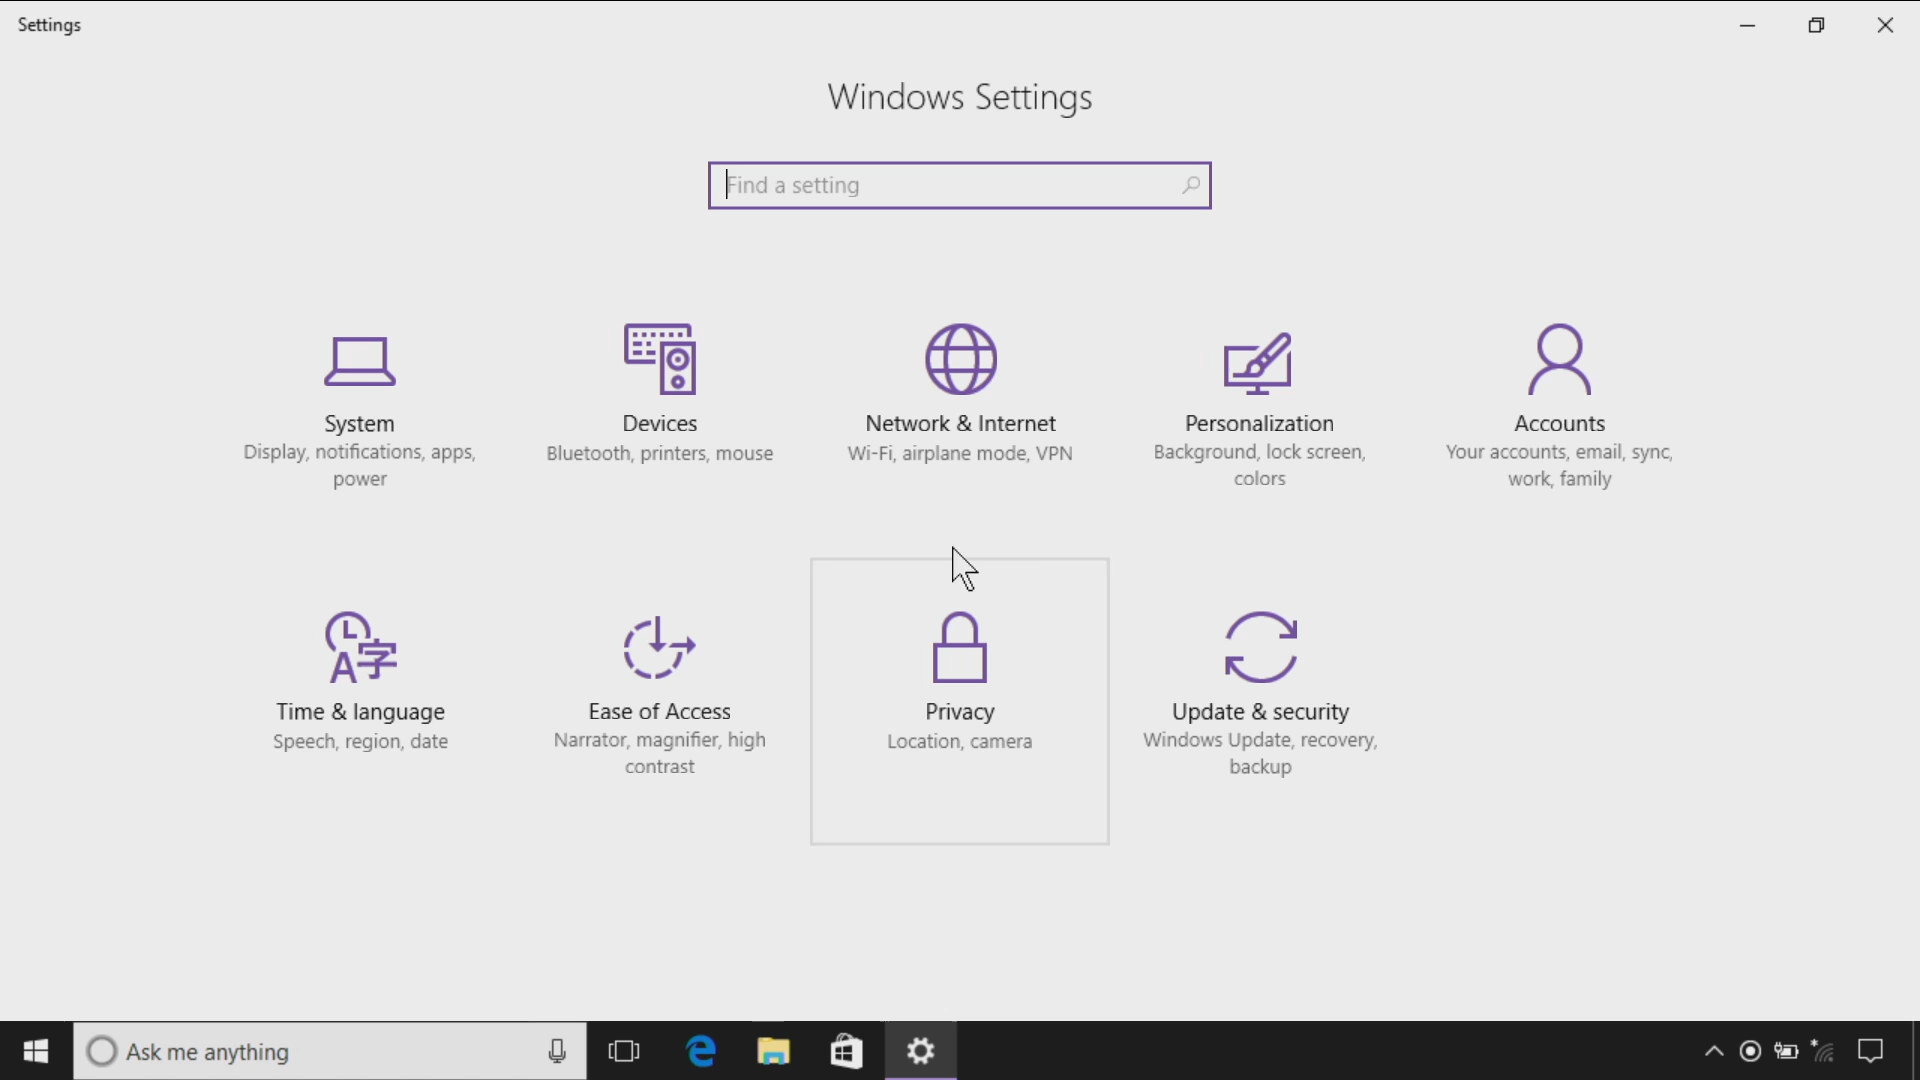 Settings
Windows Settings
Find a setting
System
Display, notifications, apps,
power
Devices
Bluetooth, printers, mouse
Network & Internet
Wi-Fi, airplane mode, VPN
Personalization
Background, lock screen,
colors
Accounts
Your accounts, email, sync,
work, family
Time & language
Speech, region, date
Ease of Access
Narrator, magnifier, high
contrast
Privacy
Location, camera
Update & security
Windows Update, recovery,
backup
Ask me anything